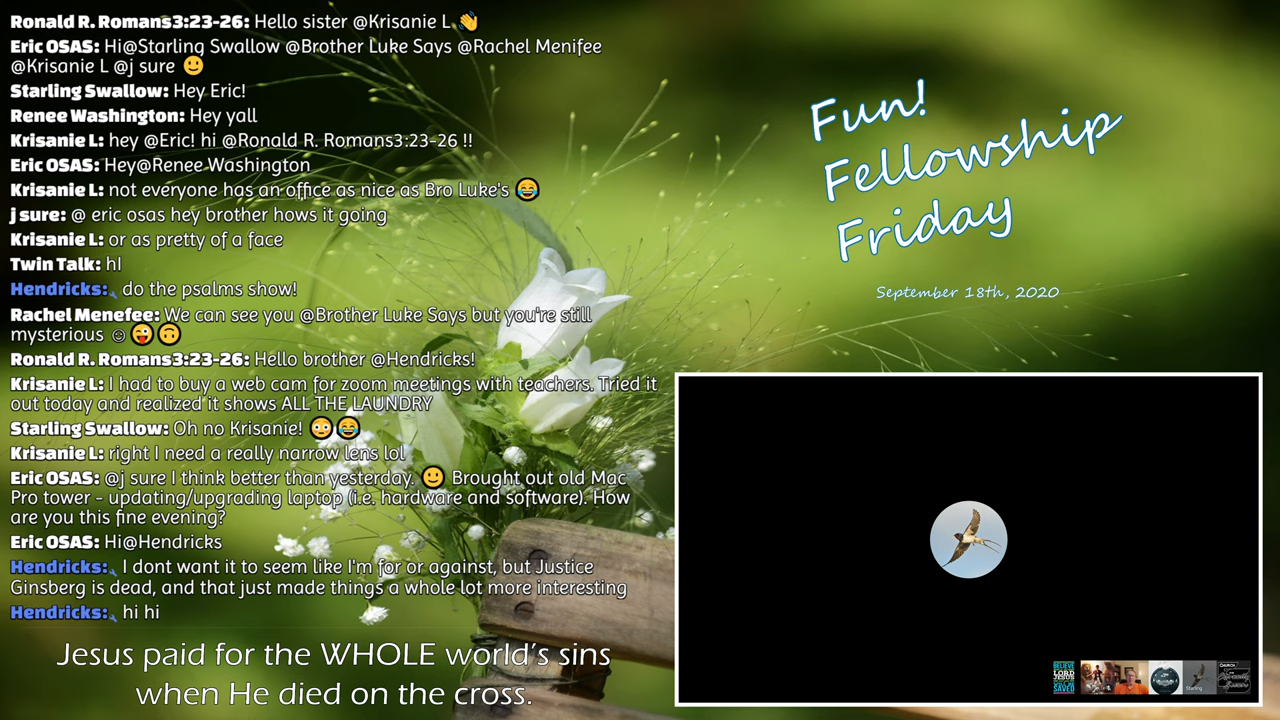 Ronald R. Romans3:23-26: Hello sister @Krisanie L 👋
Eric OSAS: Hi@Starling Swallow @Brother Luke Says @Rachel Menifee
@Krisanie L @j sure 🙂
Starling Swallow: Hey Eric!
Renee Washington: Hey yall
Krisanie L: hey @Eric! hi @Ronald R. Romans3:23-26 !!
Eric OSAS: Hey@Renee Washington
Krisanie L: not everyone has an office as nice as Bro Luke's 😂
j sure: @ eric osas hey brother hows it going
Krisanie L: or as pretty of a face
Twin Talk: hI
Hendricks: do the psalms show!
Rachel Menefee: We can see you @Brother Luke Says but you're still
mysterious ☺😜🙃
Ronald R. Romans3:23-26: Hello brother @Hendricks!
Krisanie L: I had to buy a web cam for zoom meetings with teachers. Tried it
out today and realized it shows ALL THE LAUNDRY
Starling Swallow: Oh no Krisanie! 😳😂
Krisanie L: right I need a really narrow lens lol
Eric OSAS: @j sure I think better than yesterday. 🙂 Brought out old Mac
Pro tower - updating/upgrading laptop (i.e. hardware and software). How
are you this fine evening?
Eric OSAS: Hi@Hendricks
Hendricks: I dont want it to seem like I'm for or against, but Justice
Ginsberg is dead, and that just made things a whole lot more interesting
Hendricks: hi hi
Jesus paid for the WHOLE world's sins
when He died on the cross.
Fun!
Fellowship
Friday
September 18th, 2020
BELIEVE
LORD
JESUS
SAVED
Starling
CHURCH